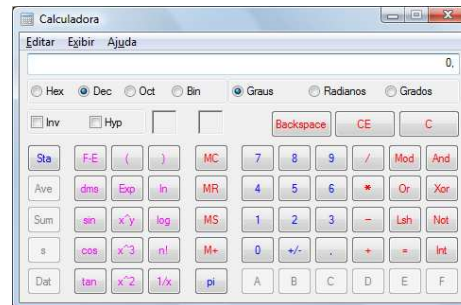 Calculadora
Editar Exibir Ajuda
0,
Hex Dec Oct Bin Graus Radianos Grados
Inv Hyp Backspace CE C
Sta F-E ( ) MC 7 8 9 / Mod And
Ave dms Exp ln MR 4 5 6 * Or Xor
Sum sin x^y log MS 1 2 3 - Lsh Not
s cos x^3 n! M+ 0 +/- . + = Int
Dat tan x^2 1/x pi A B C D E F